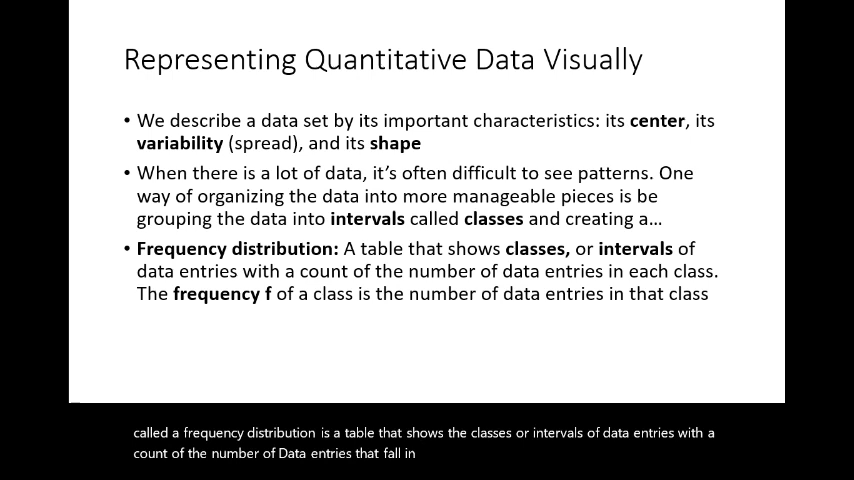 Representing Quantitative Data Visually
• We describe a data set by its important characteristics: its center, its
variability (spread), and its shape
• When there is a lot of data, it's often difficult to see patterns. One
way of organizing the data into more manageable pieces is be
grouping the data into intervals called classes and creating a…
• Frequency distribution: A table that shows classes, or intervals of
data entries with a count of the number of data entries in each class.
The frequency f of a class is the number of data entries in that class
called a frequency distribution is a table that shows the classes or intervals of data entries with a
count of the number of Data entries that fall in